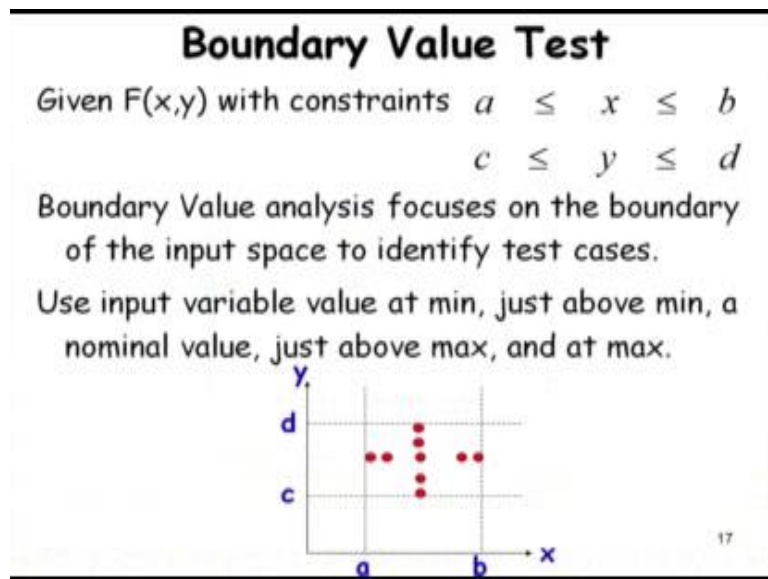 Boundary Value Test
Given F(x,y) with constraints a ≤ x ≤ b
c ≤ y ≤ d
Boundary Value analysis focuses on the boundary
of the input space to identify test cases.
Use input variable value at min, just above min, a
nominal value, just above max, and at max.
y
d
c
17
x
a b